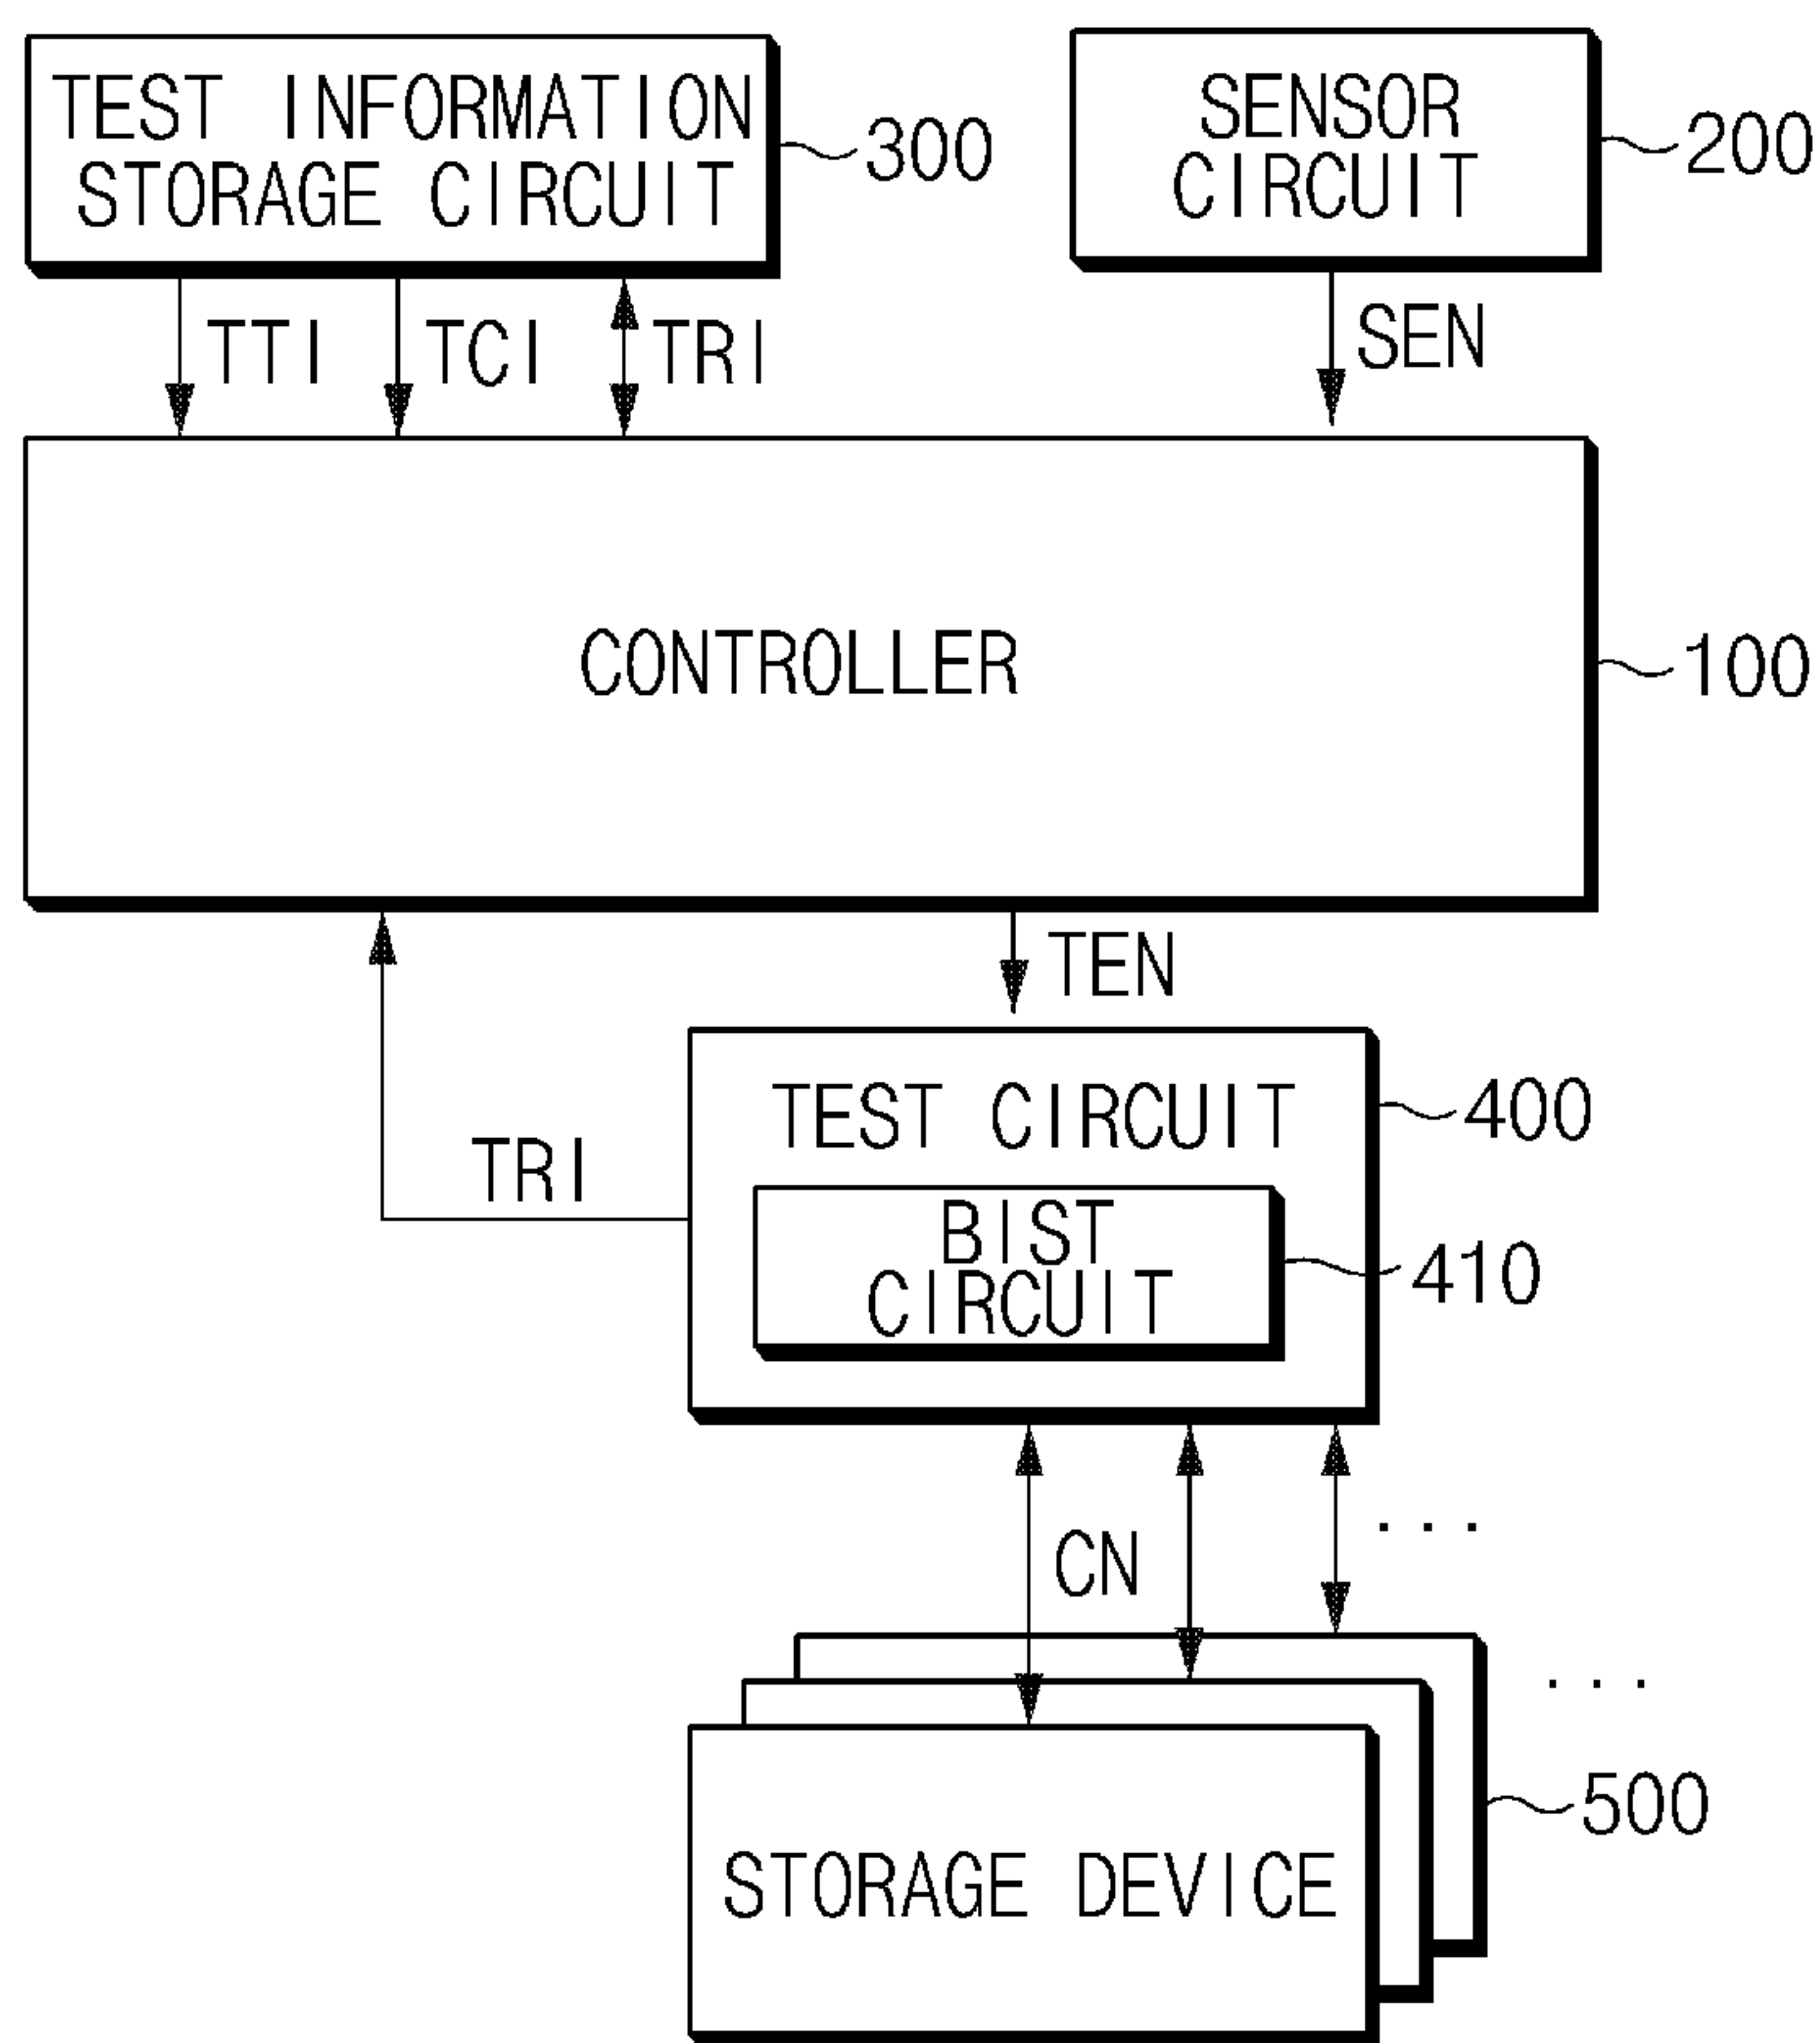 TEST INFORMATION
STORAGE CIRCUIT
300
SENSOR
CIRCUIT
200
TTI
TCI
TRI
SEN
CONTROLLER
100
TEN
TEST CIRCUIT
400
TRI
BIST
CIRCUIT
410
CN
...
...
500
STORAGE DEVICE